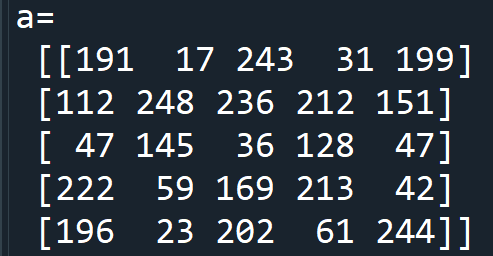 a=
[[191  17 243  31 199]
[112 248 236 212 151]
[ 47 145  36 128  47]
[222  59 169 213  42]
[196  23 202  61 244]]